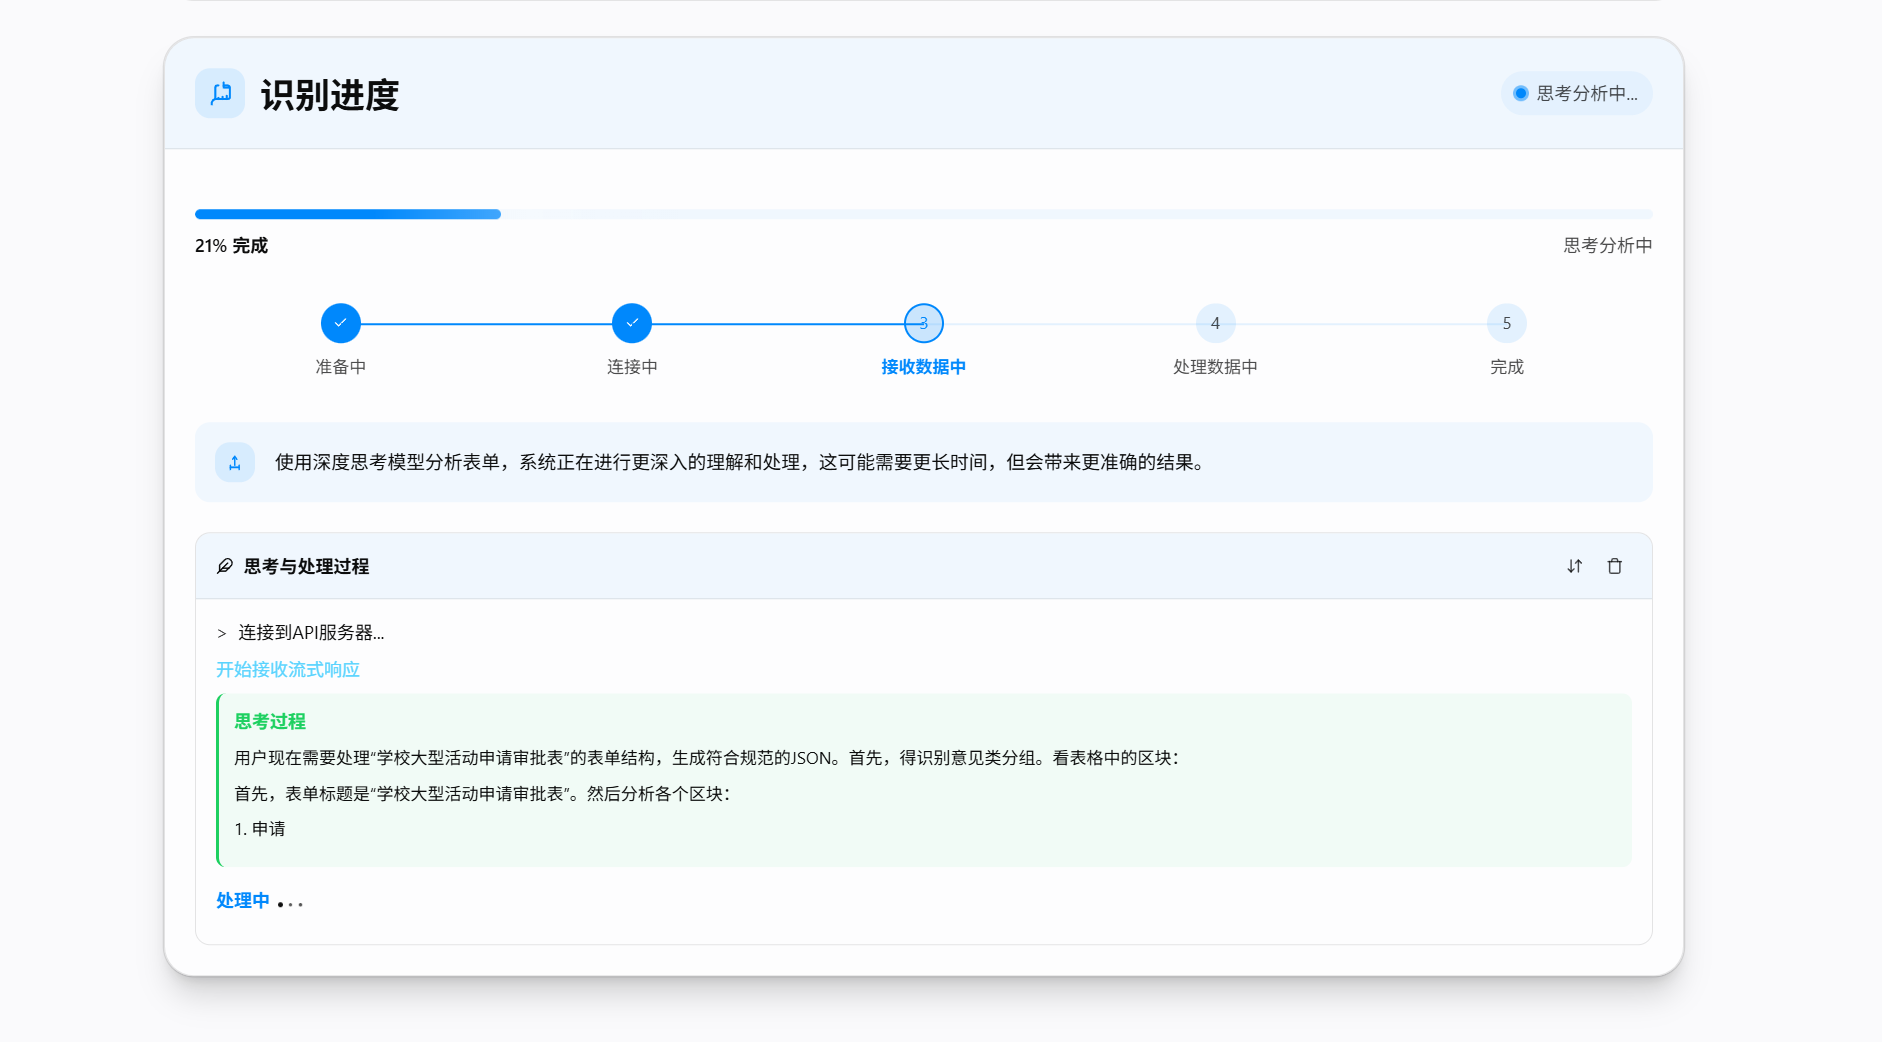 识别进度
思考分析中...
21% 完成
思考分析中
3
4
5
准备中
连接中
接收数据中
处理数据中
完成
使用深度思考模型分析表单，系统正在进行更深入的理解和处理，这可能需要更长时间，但会带来更准确的结果。
思考与处理过程
> 连接到API服务器...
开始接收流式响应
思考过程
用户现在需要处理“学校大型活动申请审批表”的表单结构，生成符合规范的JSON。首先，得识别意见类分组。看表格中的区块：
首先，表单标题是“学校大型活动申请审批表”。然后分析各个区块：
1. 申请
处理中